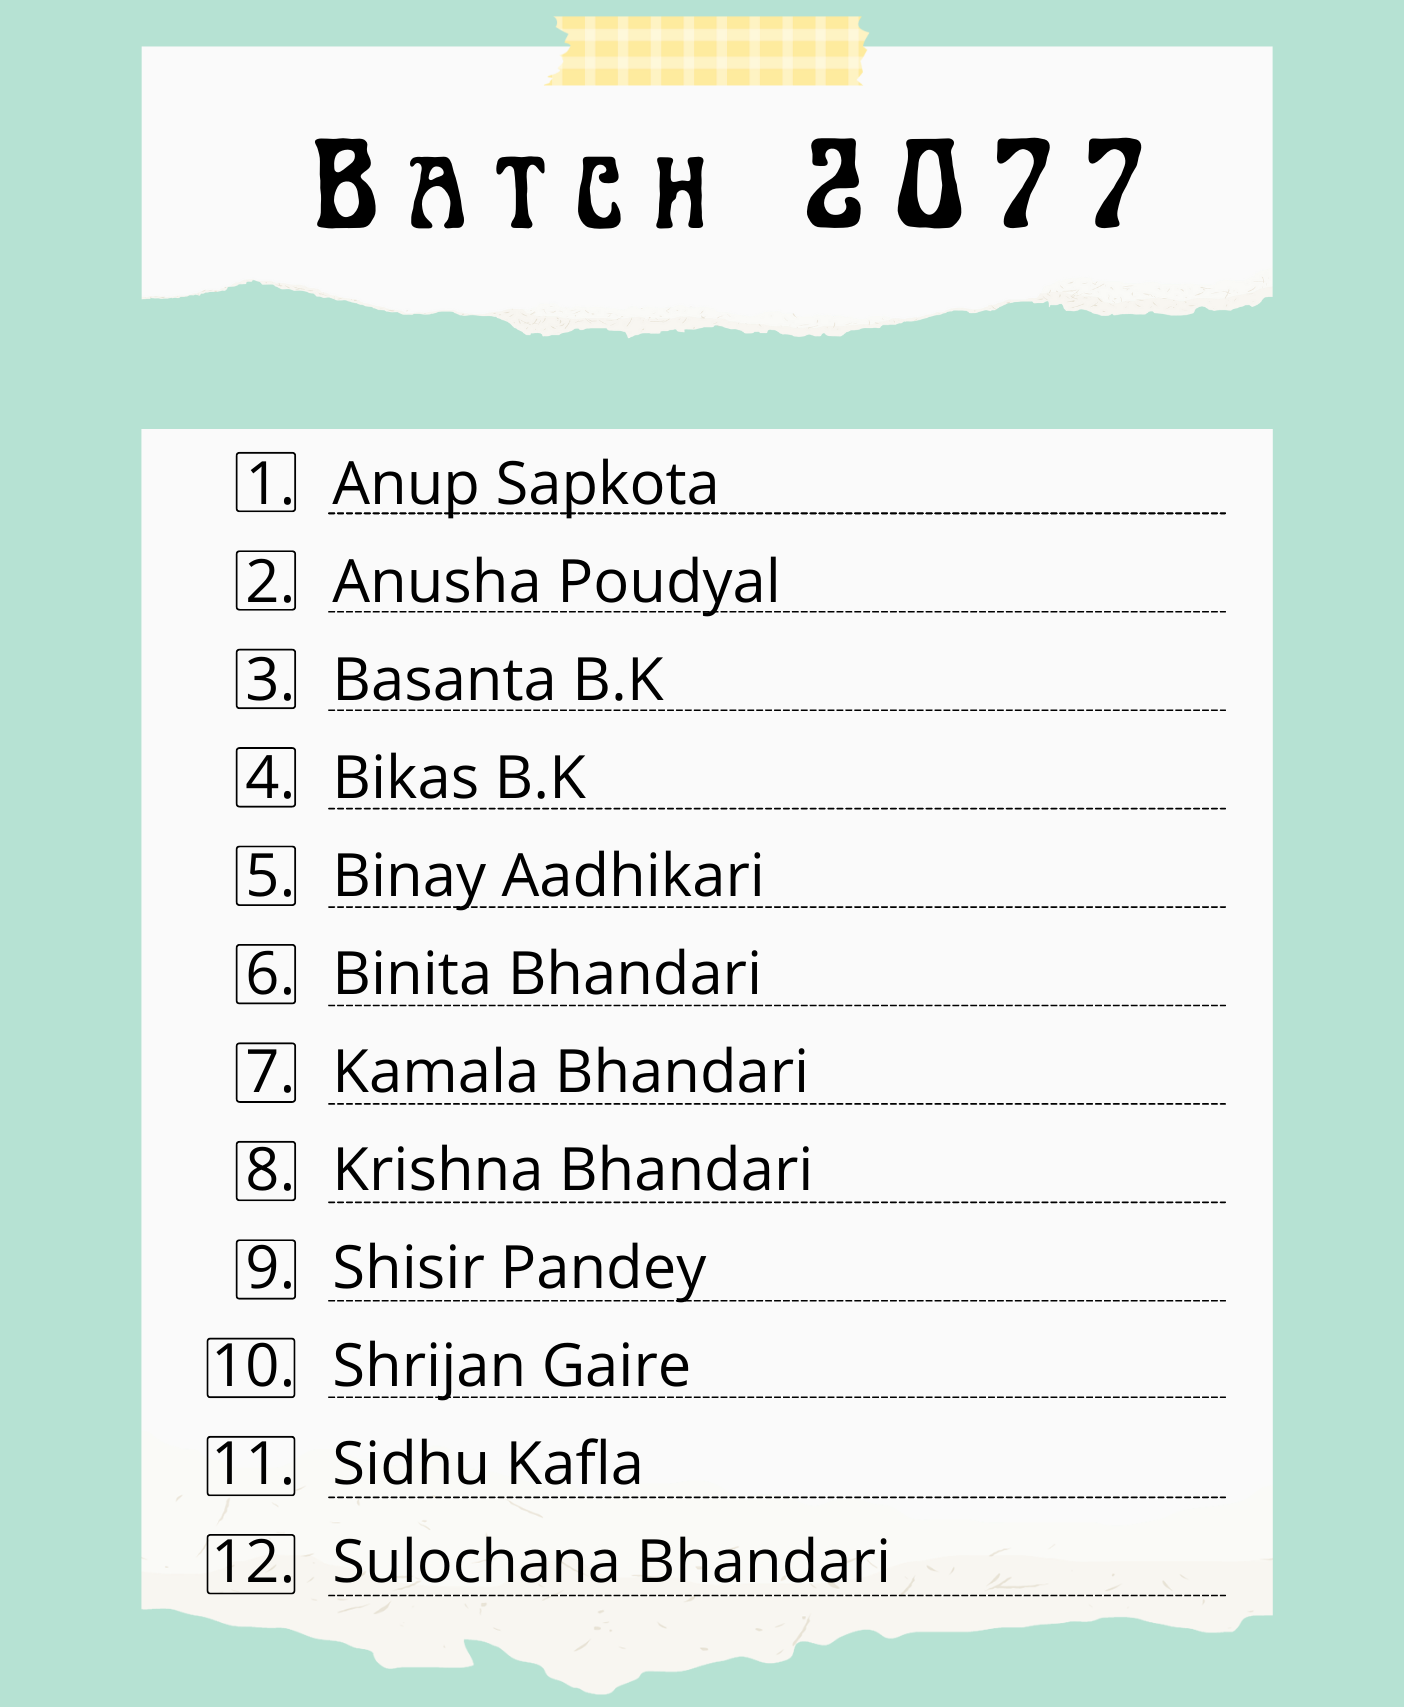 Batch 2077
1. Anup Sapkota
2. Anusha Poudyal
3. Basanta B.K
4. Bikas B.K
5. Binay Aadhikari
6. Binita Bhandari
7. Kamala Bhandari
8. Krishna Bhandari
9. Shisir Pandey
10. Shrijan Gaire
11. Sidhu Kafla
12. Sulochana Bhandari